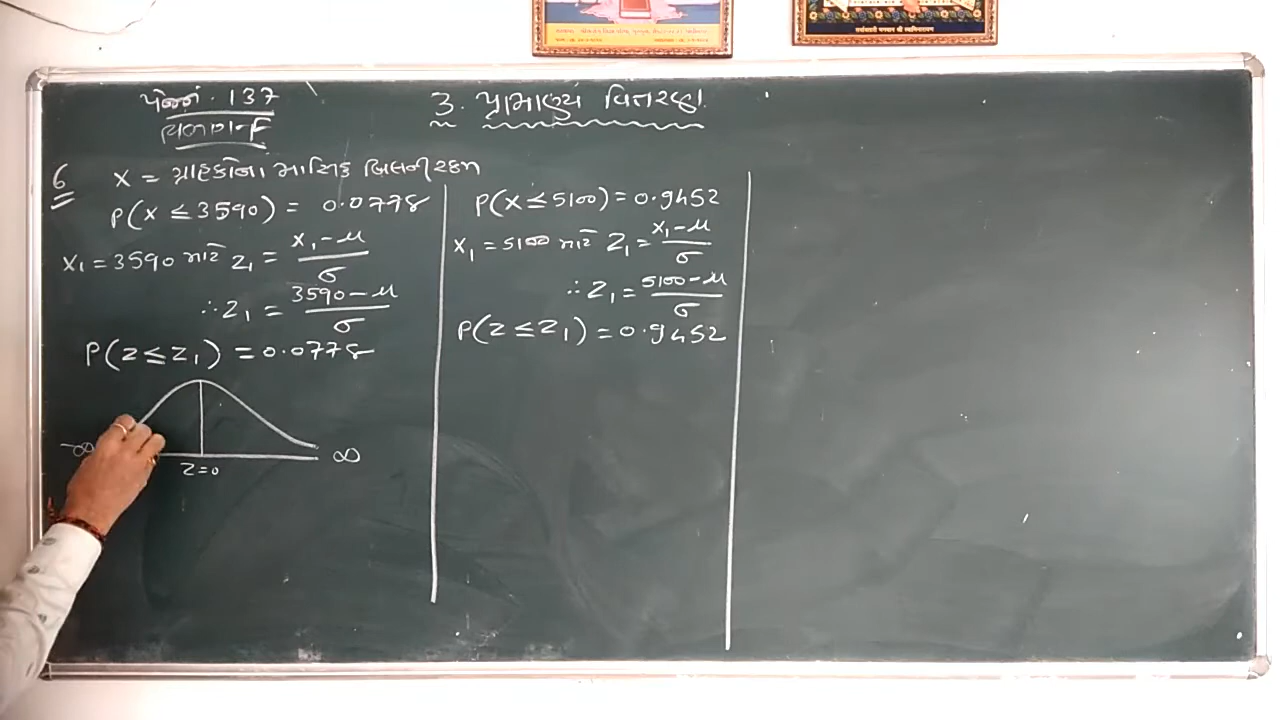 પેજનં. 137
વિભાગ-F
3. પ્રામાણ્ય વિતરણ
6 X = ગ્રાહકોના માસિક બિલની રકમ
P(X ≤ 3590) = 0.0778
X₁ = 3590 માટે Z₁ = (X₁ - μ)/σ
∴ Z₁ = (3590 - μ)/σ
P(Z ≤ Z₁) = 0.0778
-∞ Z=0 ∞
P(X ≤ 5100) = 0.9452
X₁ = 5100 માટે Z₁ = (X₁ - μ)/σ
∴ Z₁ = (5100 - μ)/σ
P(Z ≤ Z₁) = 0.9452